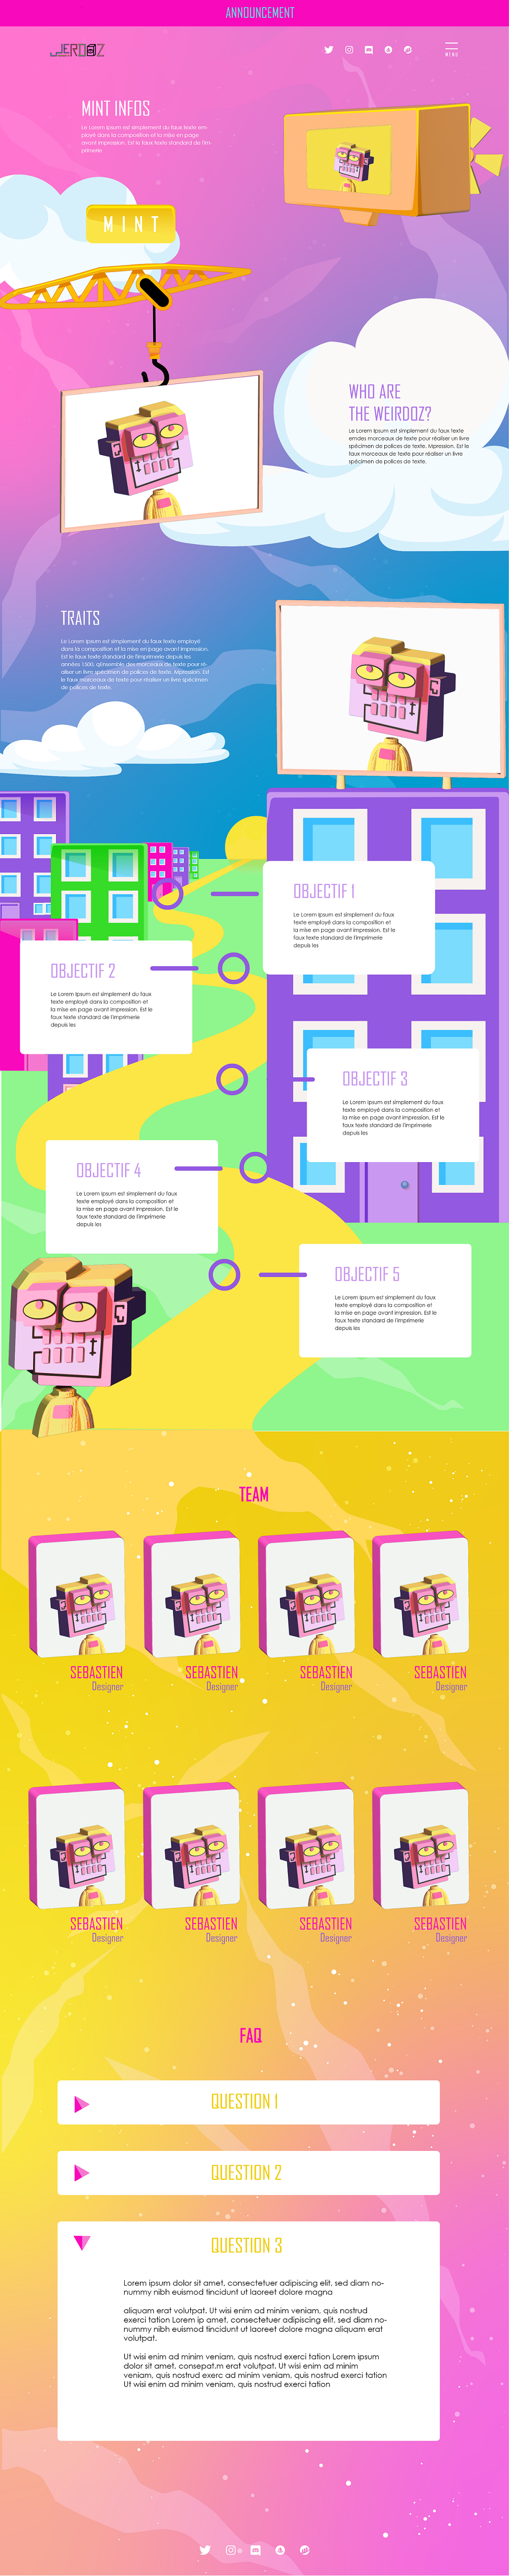 ANNOUNCEMENT
MENU
MINT INFOS
Le Lorem Ipsum est simplement du faux texte em-
ployé dans la composition et la mise en page
avant impression. Est le faux texte standard de l'im-
primerie
MINT
WHO ARE
THE WEIRDOZ?
Le Lorem Ipsum est simplement du faux texte
emdes morceaux de texte pour réaliser un livre
spécimen de polices de texte. Mpression. Est le
faux morceaux de texte pour réaliser un livre
spécimen de polices de texte.
TRAITS
Le Lorem Ipsum est simplement du faux texte employé
dans la composition et la mise en page avant impression.
Est le faux texte standard de l'imprimerie depuis les
années 1500, qEnsemble des morceaux de texte pour ré-
aliser un livre spécimen de polices de texte. Mpression. Est
le faux morceaux de texte pour réaliser un livre spécimen
de polices de texte.
OBJECTIF 1
Le Lorem Ipsum est simplement du faux
texte employé dans la composition et
la mise en page avant impression. Est le
faux texte standard de l'imprimerie
depuis les
OBJECTIF 2
Le Lorem Ipsum est simplement du faux
texte employé dans la composition et
la mise en page avant impression. Est le
faux texte standard de l'imprimerie
depuis les
OBJECTIF 3
Le Lorem Ipsum est simplement du faux
texte employé dans la composition et
la mise en page avant impression. Est le
faux texte standard de l'imprimerie
depuis les
OBJECTIF 4
Le Lorem Ipsum est simplement du faux
texte employé dans la composition et
la mise en page avant impression. Est le
faux texte standard de l'imprimerie
depuis les
OBJECTIF 5
Le Lorem Ipsum est simplement du faux
texte employé dans la composition et
la mise en page avant impression. Est le
faux texte standard de l'imprimerie
depuis les
TEAM
SEBASTIEN
Designer
SEBASTIEN
Designer
SEBASTIEN
Designer
SEBASTIEN
Designer
SEBASTIEN
Designer
SEBASTIEN
Designer
SEBASTIEN
Designer
SEBASTIEN
Designer
FAQ
QUESTION 1
QUESTION 2
QUESTION 3
Lorem ipsum dolor sit amet, consectetuer adipiscing elit, sed diam no-
nummy nibh euismod tincidunt ut laoreet dolore magna
aliquam erat volutpat. Ut wisi enim ad minim veniam, quis nostrud
exerci tation Lorem ip amet, consectetuer adipiscing elit, sed diam no-
nummy nibh euismod tincidunt ut laoreet dolore magna aliquam erat
volutpat.
Ut wisi enim ad minim veniam, quis nostrud exerci tation Lorem ipsum
dolor sit amet, consepat.m erat volutpat. Ut wisi enim ad minim
veniam, quis nostrud exerc ad minim veniam, quis nostrud exerci tation
Ut wisi enim ad minim veniam, quis nostrud exerci tation